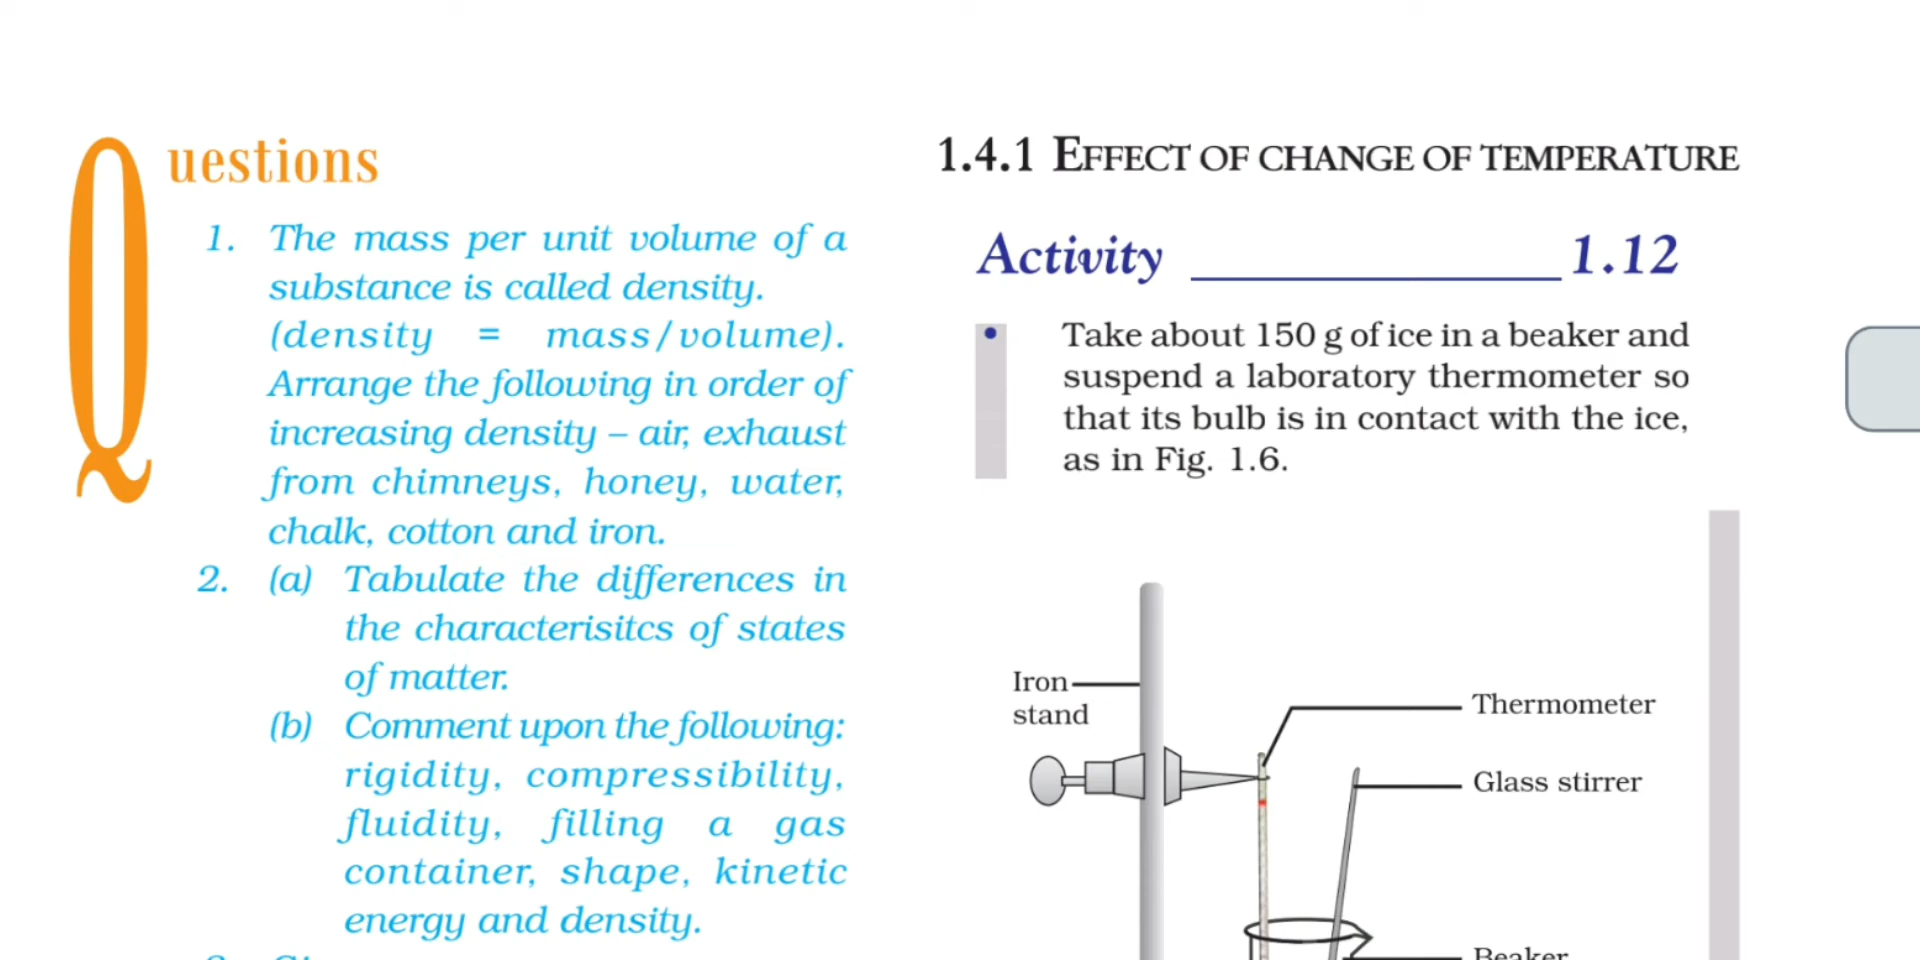 Questions
1. The mass per unit volume of a
substance is called density.
(density = mass/volume).
Arrange the following in order of
increasing density – air, exhaust
from chimneys, honey, water,
chalk, cotton and iron.
2. (a) Tabulate the differences in
the characterisitcs of states
of matter.
(b) Comment upon the following:
rigidity, compressibility,
fluidity, filling a gas
container, shape, kinetic
energy and density.
1.4.1 EFFECT OF CHANGE OF TEMPERATURE
Activity 1.12
• Take about 150 g of ice in a beaker and
suspend a laboratory thermometer so
that its bulb is in contact with the ice,
as in Fig. 1.6.
Iron
stand
Thermometer
Glass stirrer
Beaker